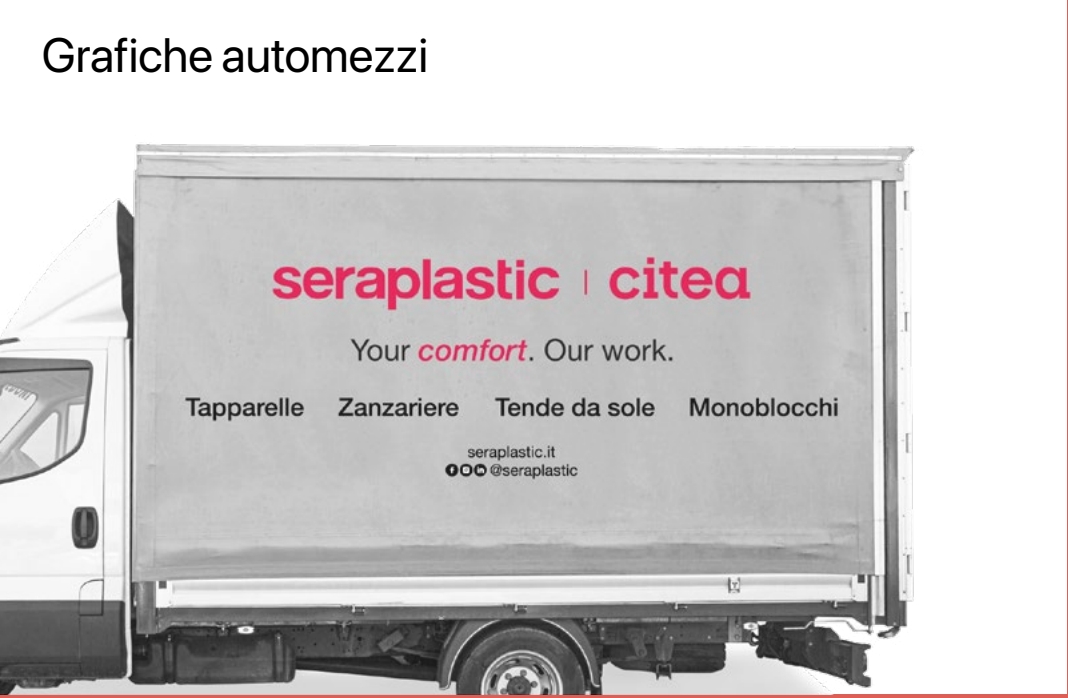 Grafiche automezzi
seraplastic | citea
Your comfort. Our work.
Tapparelle Zanzariere Tende da sole Monoblocchi
seraplastic.it
@seraplastic